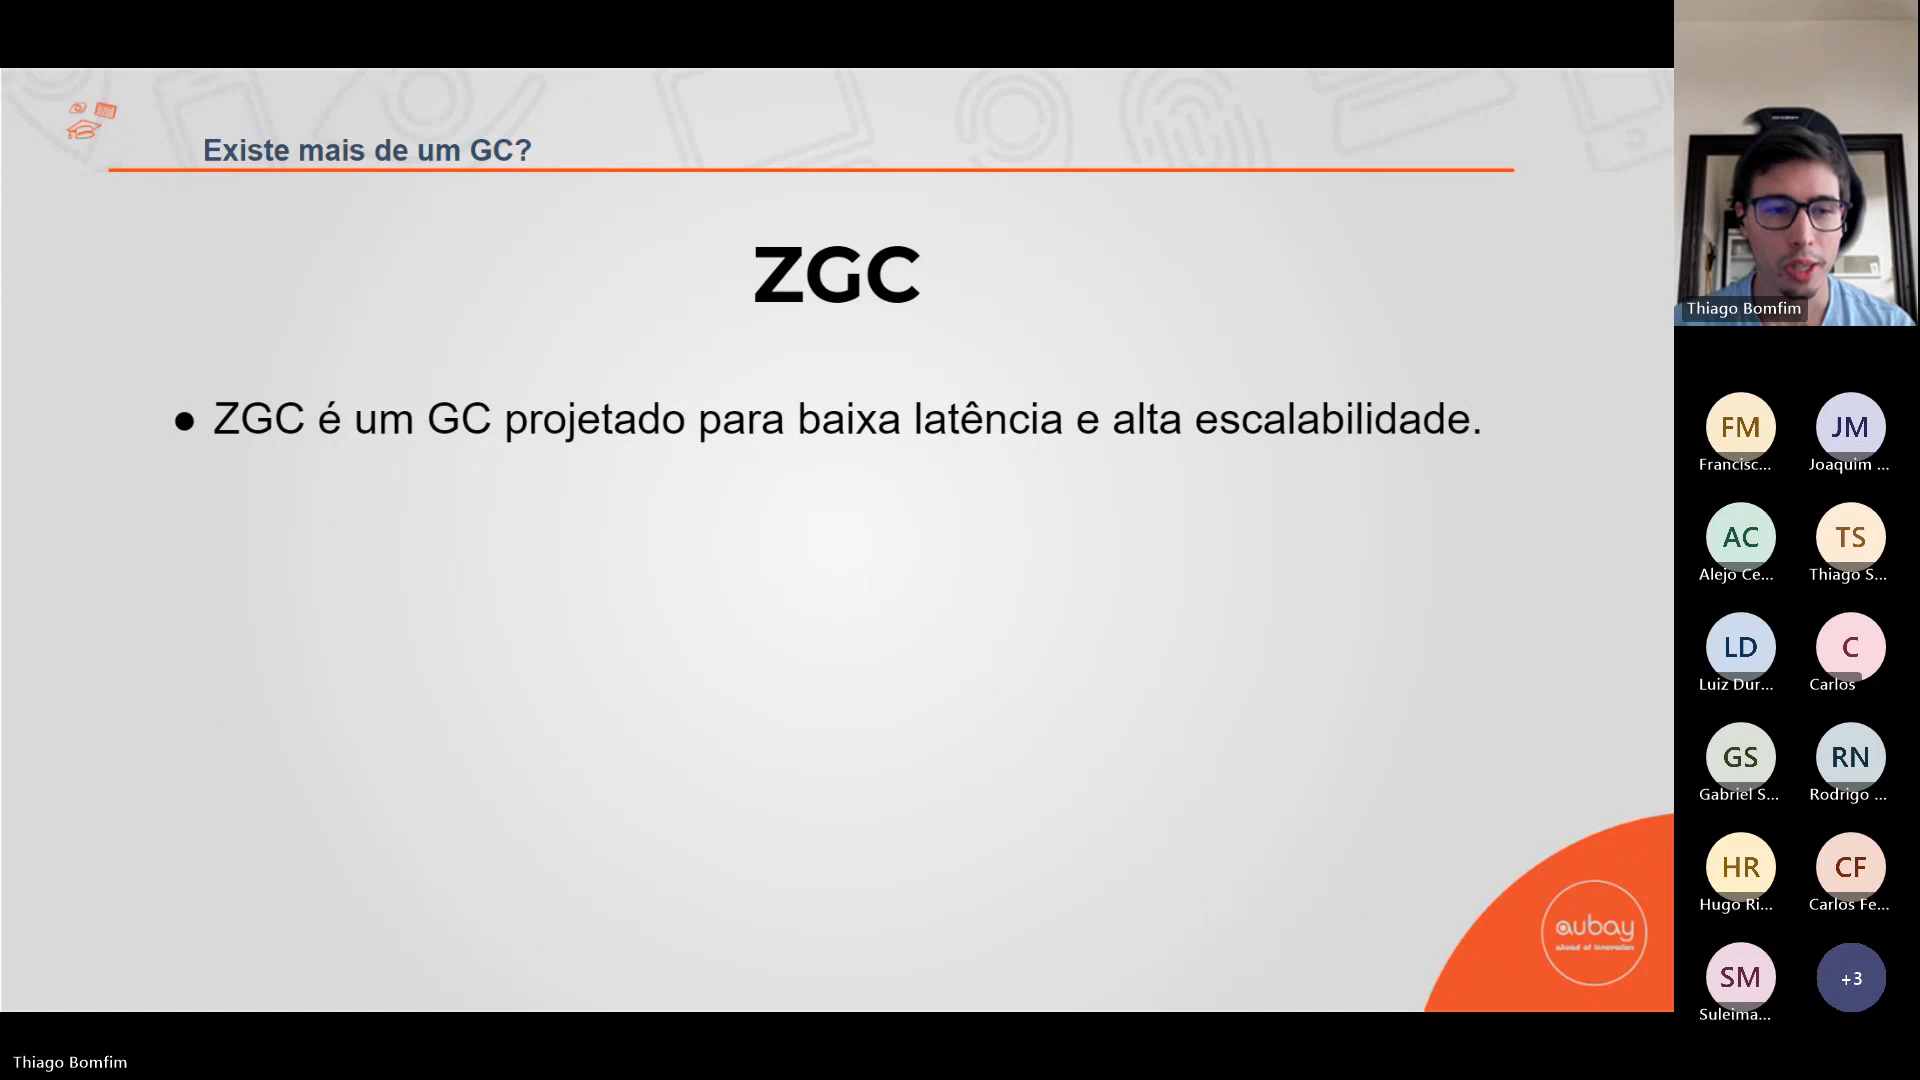 Existe mais de um GC?
ZGC
● ZGC é um GC projetado para baixa latência e alta escalabilidade.
aubay
ahead of innovation
Thiago Bomfim
FM
JM
Francisc...
Joaquim ...
AC
TS
Alejo Ce...
Thiago S...
LD
C
Luiz Dur...
Carlos
GS
RN
Gabriel S...
Rodrigo ...
HR
CF
Hugo Ri...
Carlos Fe...
SM
+3
Suleima...
Thiago Bomfim